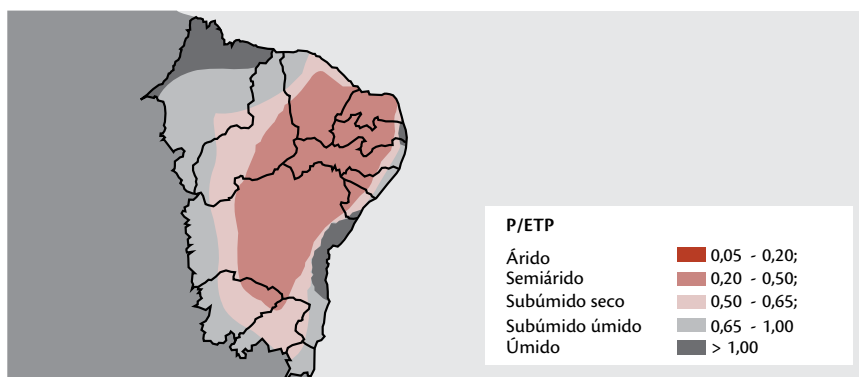 P/ETP
Árido 0,05 - 0,20;
Semiárido 0,20 - 0,50;
Subúmido seco 0,50 - 0,65;
Subúmido úmido 0,65 - 1,00
Úmido > 1,00